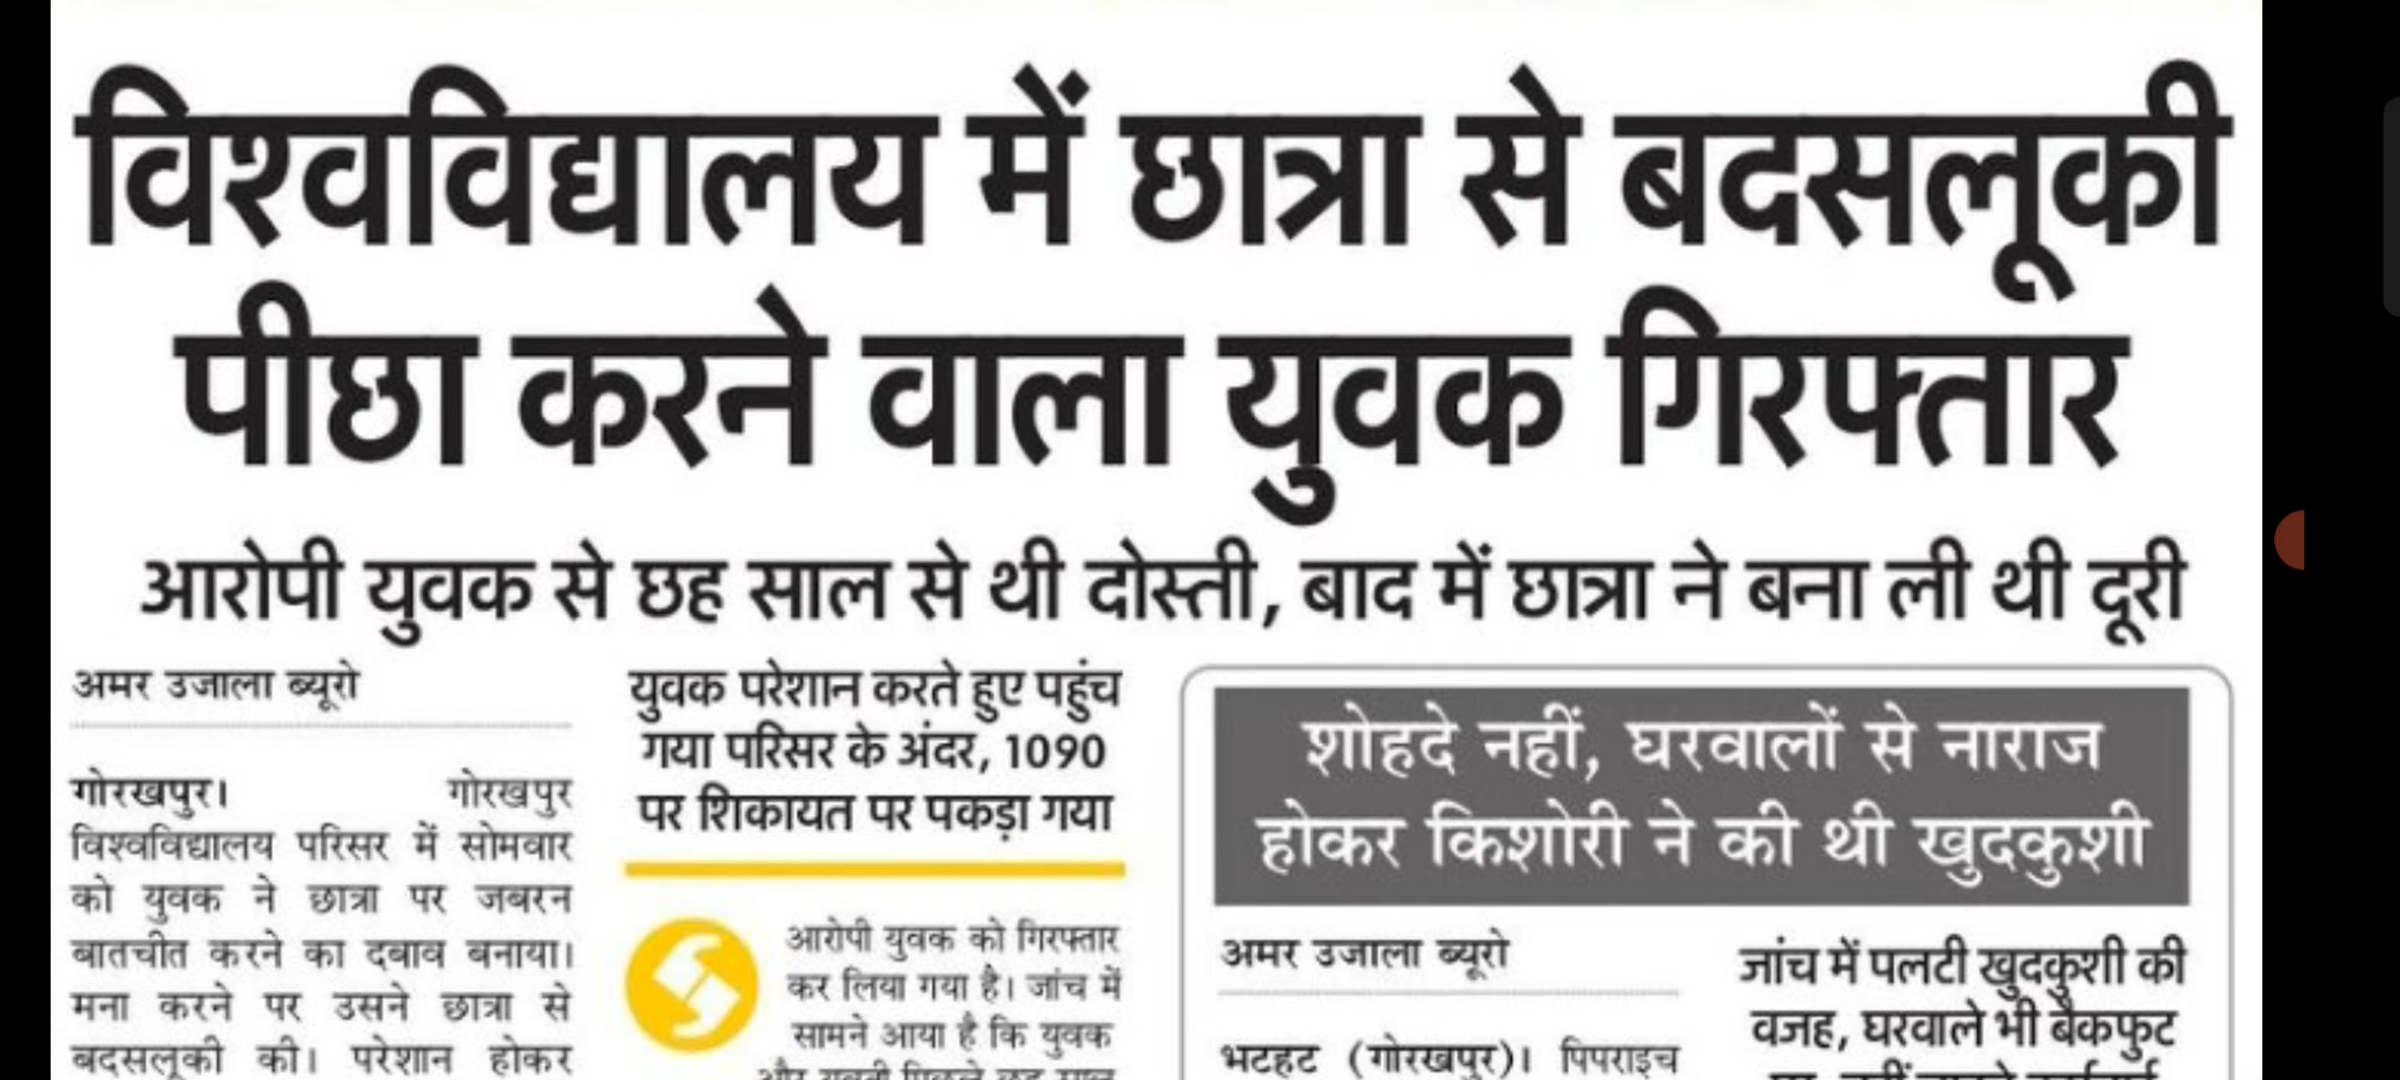 विश्वविद्यालय में छात्रा से बदसलूकी
पीछा करने वाला युवक गिरफ्तार
आरोपी युवक से छह साल से थी दोस्ती, बाद में छात्रा ने बना ली थी दूरी
अमर उजाला ब्यूरो
गोरखपुर। गोरखपुर
विश्वविद्यालय परिसर में सोमवार
को युवक ने छात्रा पर जबरन
बातचीत करने का दबाव बनाया।
मना करने पर उसने छात्रा से
बदसलूकी की। परेशान होकर
युवक परेशान करते हुए पहुंच
गया परिसर के अंदर, 1090
पर शिकायत पर पकड़ा गया
आरोपी युवक को गिरफ्तार
कर लिया गया है। जांच में
सामने आया है कि युवक
शोहदे नहीं, घरवालों से नाराज
होकर किशोरी ने की थी खुदकुशी
अमर उजाला ब्यूरो
भटहट (गोरखपुर)। पिपराइच
जांच में पलटी खुदकुशी की
वजह, घरवाले भी बैकफुट